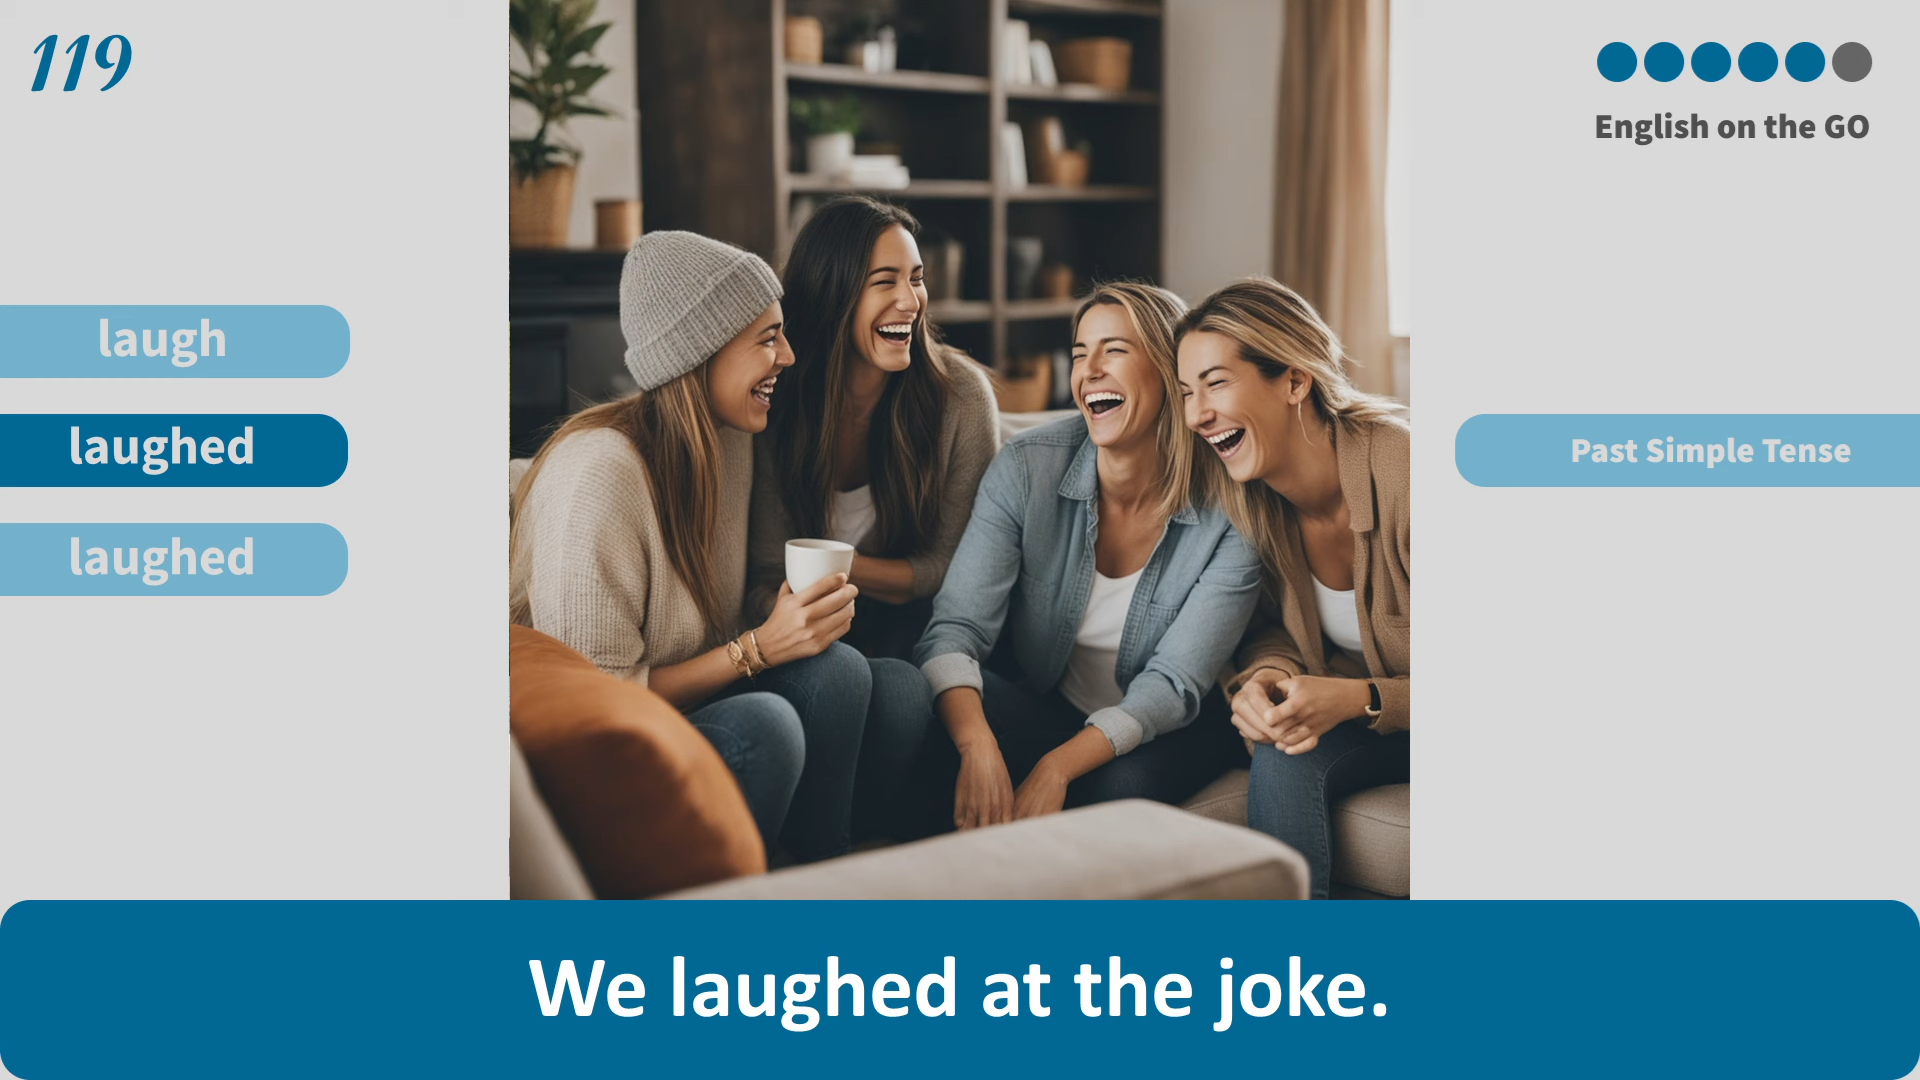 119
English on the GO
laugh
laughed
laughed
Past Simple Tense
We laughed at the joke.